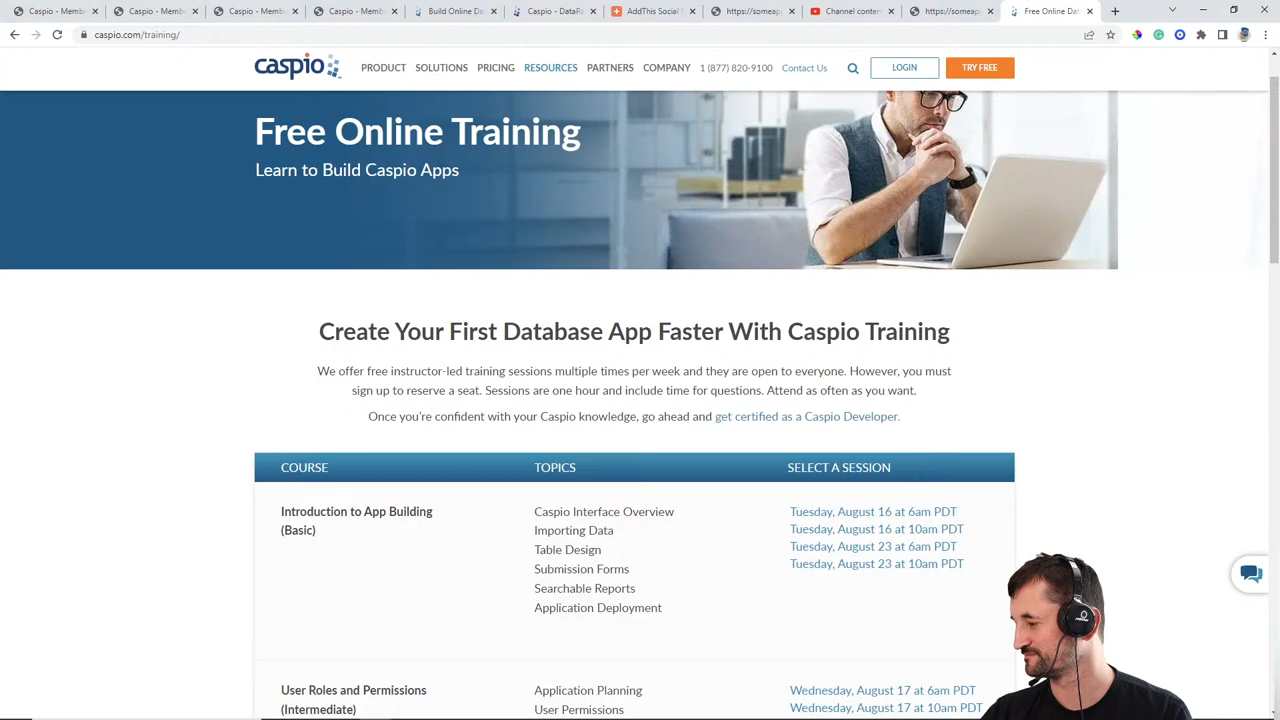 Caspio - Membe
Caspio - Membe
Caspio - Membe
Caspio - Membe
Build Online Da
Caspio - DataPa
AddThis Social
https://someapp
Channel content
https://someapp
Free Online Dat
caspio.com/training/
caspio
PRODUCT
SOLUTIONS
PRICING
RESOURCES
PARTNERS
COMPANY
1 (877) 820-9100
Contact Us
LOGIN
TRY FREE
Free Online Training
Learn to Build Caspio Apps
Create Your First Database App Faster With Caspio Training
We offer free instructor-led training sessions multiple times per week and they are open to everyone. However, you must
sign up to reserve a seat. Sessions are one hour and include time for questions. Attend as often as you want.
Once you're confident with your Caspio knowledge, go ahead and get certified as a Caspio Developer.
COURSE
TOPICS
SELECT A SESSION
Introduction to App Building
(Basic)
Caspio Interface Overview
Importing Data
Table Design
Submission Forms
Searchable Reports
Application Deployment
Tuesday, August 16 at 6am PDT
Tuesday, August 16 at 10am PDT
Tuesday, August 23 at 6am PDT
Tuesday, August 23 at 10am PDT
User Roles and Permissions
(Intermediate)
Application Planning
User Permissions
Wednesday, August 17 at 6am PDT
Wednesday, August 17 at 10am PDT